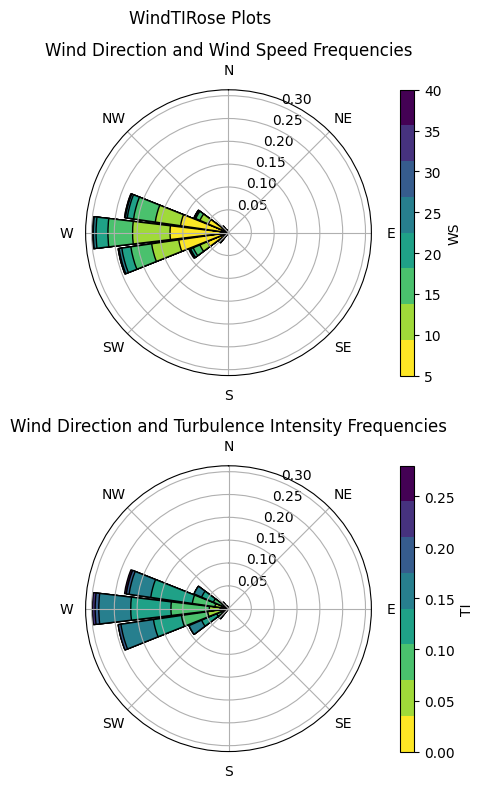 WindTIRose Plots
Wind Direction and Wind Speed Frequencies
N
NW
NE
0.30
0.25
0.20
0.15
0.10
0.05
W
E
SW
SE
S
40
35
30
25
20
15
10
5
WS
Wind Direction and Turbulence Intensity Frequencies
N
NW
NE
0.30
0.25
0.20
0.15
0.10
0.05
W
E
SW
SE
S
0.25
0.20
0.15
0.10
0.05
0.00
TI